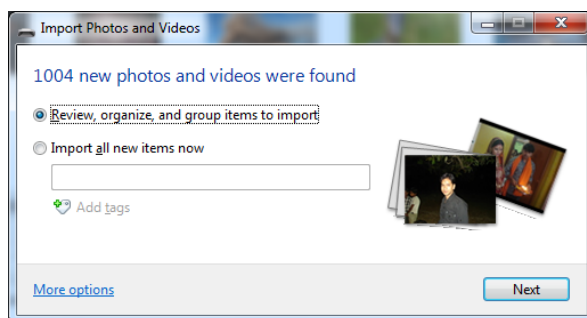 Import Photos and Videos
1004 new photos and videos were found
Review, organize, and group items to import
Import all new items now
Add tags
More options
Next